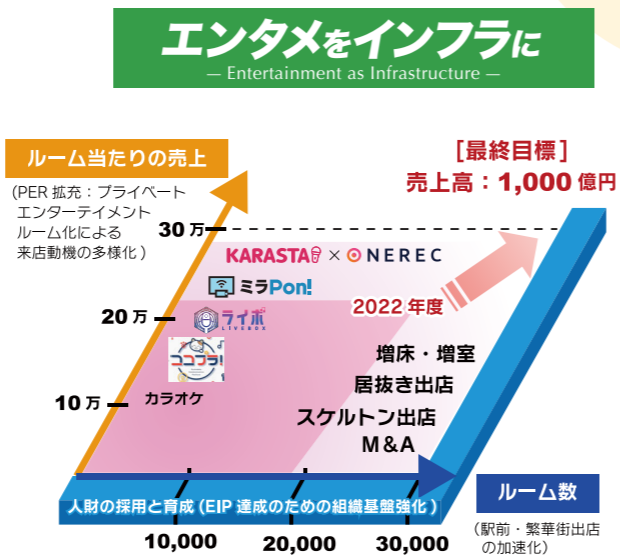 エンタメをインフラに
— Entertainment as Infrastructure —
ルーム当たりの売上
(PER 拡充：プライベート
エンターテイメント
ルーム化による
来店動機の多様化 )
[最終目標]
売上高：1,000 億円
30 万
KARASTA × ONEREC
ミラPon!
2022 年度
20 万
ライボ
LIVEBOX
増床・増室
ココプラ!
居抜き出店
10 万
カラオケ
スケルトン出店
M&A
人財の採用と育成 (EIP 達成のための組織基盤強化 )
ルーム数
(駅前・繁華街出店
の加速化)
10,000
20,000
30,000